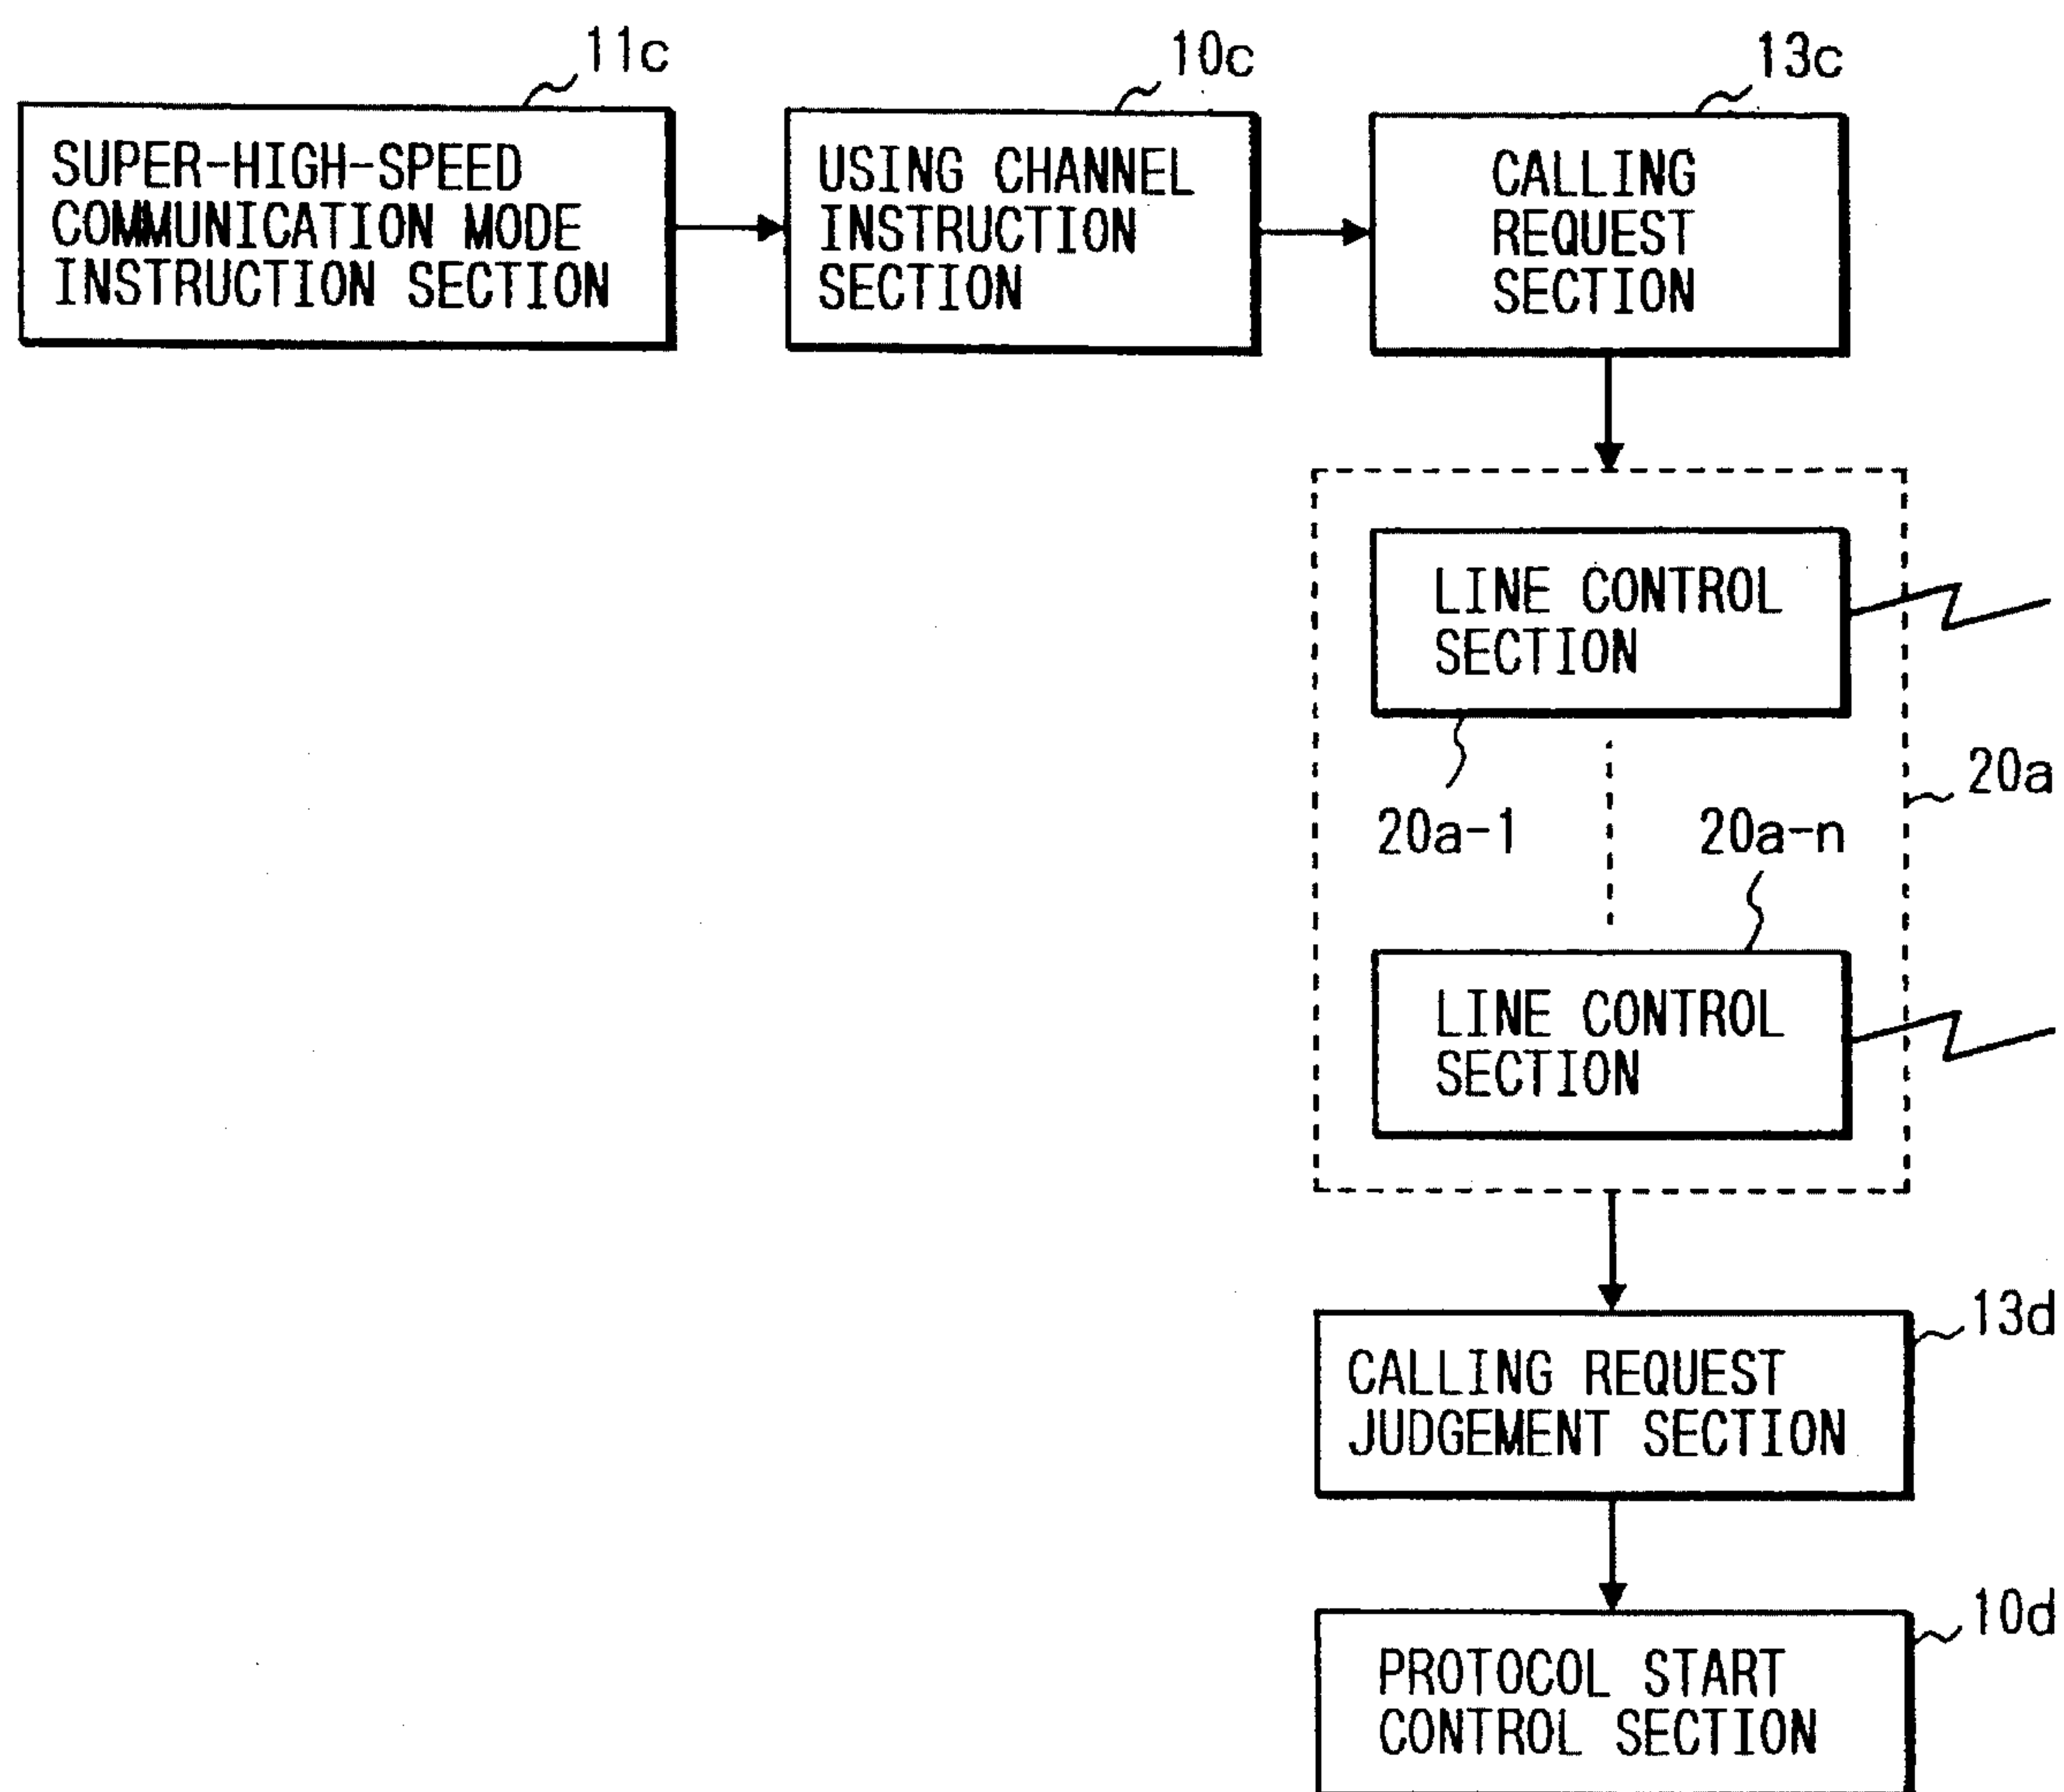 11c
SUPER-HIGH-SPEED
COMMUNICATION MODE
INSTRUCTION SECTION
10c
USING CHANNEL
INSTRUCTION
SECTION
13c
CALLING
REQUEST
SECTION
LINE CONTROL
SECTION
20a-1
20a
20a-n
LINE CONTROL
SECTION
13d
CALLING REQUEST
JUDGEMENT SECTION
10d
PROTOCOL START
CONTROL SECTION